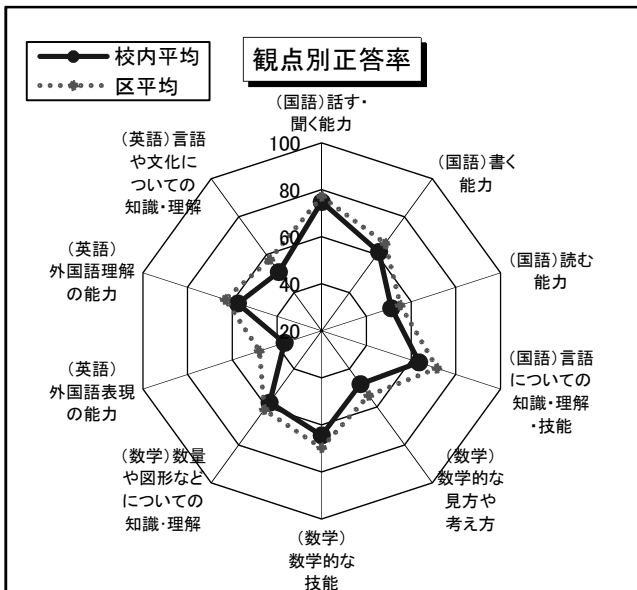 校内平均
区平均
観点別正答率
(国語)話す・
聞く能力
(国語)書く
能力
(国語)読む
能力
(国語)言語
についての
知識・理解
・技能
(数学)
数学的な
見方や
考え方
(数学)
数学的な
技能
(数学)数量
や図形など
についての
知識・理解
(英語)
外国語表現
の能力
(英語)
外国語理解
の能力
(英語)言語
や文化に
ついての
知識・理解
100
80
60
40
20